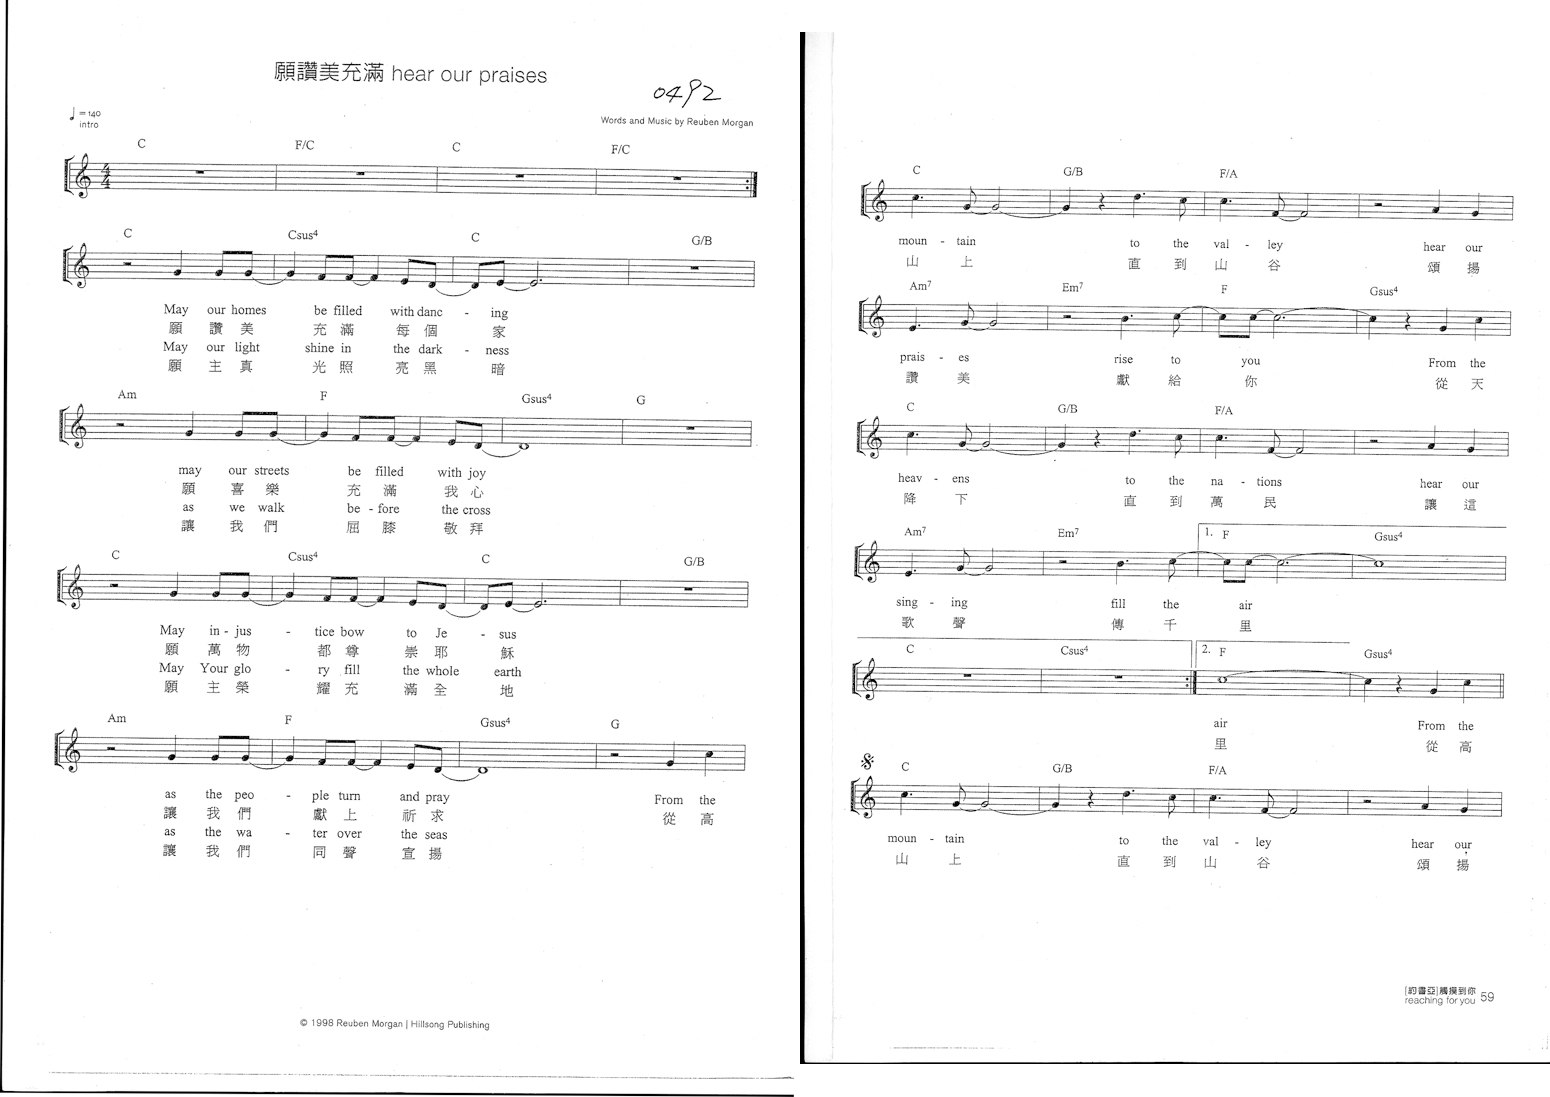 願讚美充滿 hear our praises
0492
♩=140
intro
Words and Music by Reuben Morgan
C F/C C F/C
4/4
C Csus4 C G/B
May our homes be filled with danc - ing
願 讚 美 充 滿 每 個 家
May our light shine in the dark - ness
願 主 真 光 照 亮 黑 暗
Am F Gsus4 G
may our streets be filled with joy
願 喜 樂 充 滿 我 心
as we walk be - fore the cross
讓 我 們 屈 膝 敬 拜
C Csus4 C G/B
May in - jus - tice bow to Je - sus
願 萬 物 都 尊 崇 耶 穌
May Your glo - ry fill the whole earth
願 主 榮 耀 充 滿 全 地
Am F Gsus4 G
as the peo - ple turn and pray From the
讓 我 們 獻 上 祈 求 從 高
as the wa - ter over the seas
讓 我 們 同 聲 宣 揚
© 1998 Reuben Morgan | Hillsong Publishing
C G/B F/A
moun - tain to the val - ley hear our
山 上 直 到 山 谷 頌 揚
Am7 Em7 F Gsus4
prais - es rise to you From the
讚 美 獻 給 你 從 天
C G/B F/A
heav - ens to the na - tions hear our
降 下 直 到 萬 民 讓 這
Am7 Em7 1. F Gsus4
sing - ing fill the air
歌 聲 傳 千 里
C Csus4 2. F Gsus4
air From the
里 從 高
C G/B F/A
moun - tain to the val - ley hear our
山 上 直 到 山 谷 頌 揚
[約書亞]觸摸到你
reaching for you 59